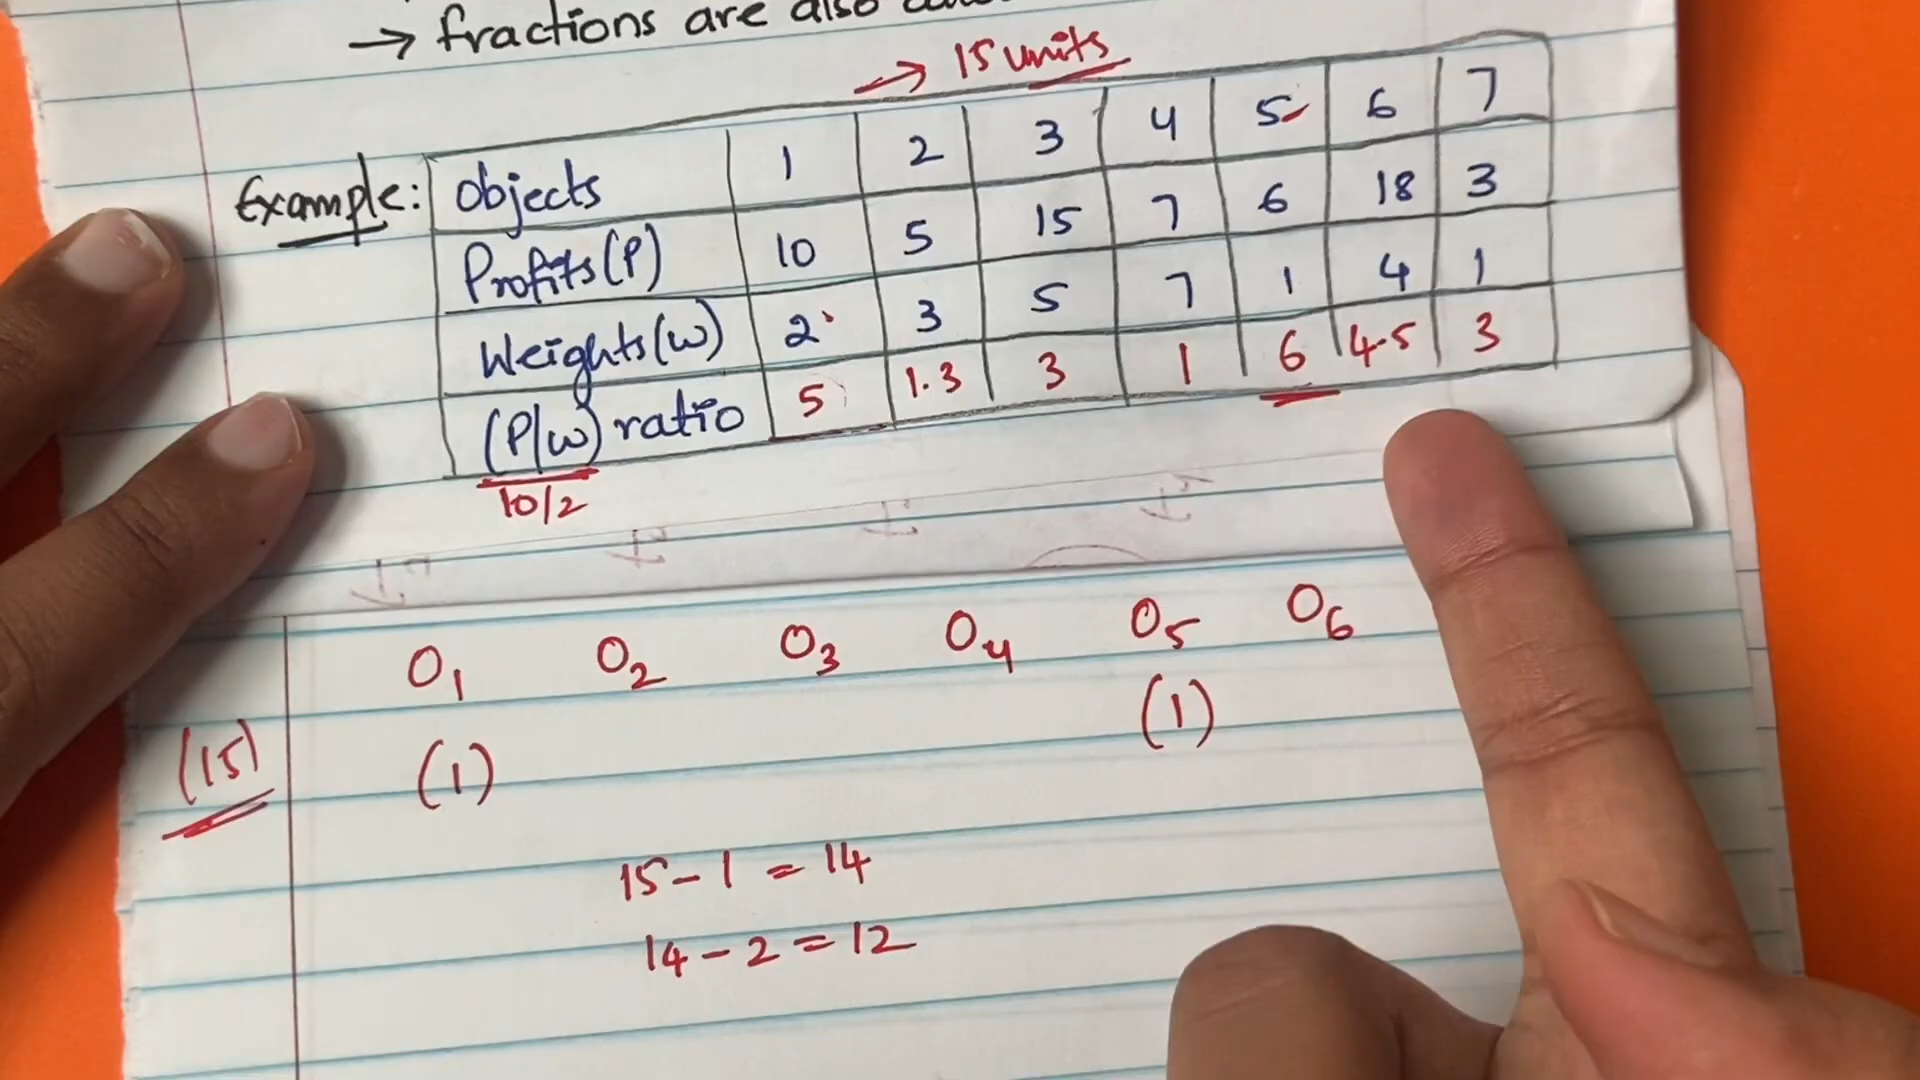 → fractions are also
→ 15 units
Example: Objects 1 2 3 4 5 6 7
Profits(P) 10 5 15 7 6 18 3
Weights(w) 2 3 5 7 1 4 1
(P/w) ratio 5 1.3 3 1 6 4.5 3
10/2
O1 O2 O3 O4 O5 O6
(15) (1) (1)
15-1 = 14
14-2 = 12